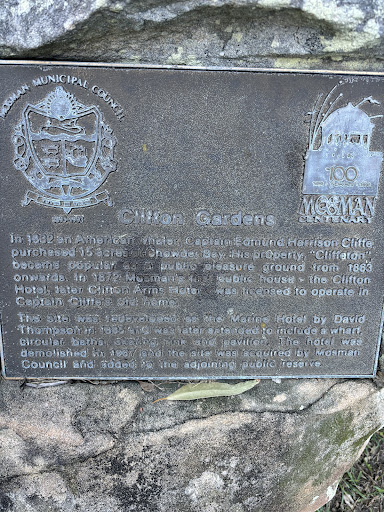 MOSMAN MUNICIPAL COUNCIL
100
MOSMAN
CENTENARY
Clifton Gardens
In 1832 an American whaler, Captain Edmund Harrison Cliffe
purchased 15 acres at Chowder Bay. His property, "Cliffeton",
became popular as a public pleasure ground from 1863
onwards. In 1872 Mosman's first public house - the Clifton
Hotel, later Clifton Arms Hotel - was licensed to operate in
Captain Cliffe's old home.
The site was redeveloped as the Marine Hotel by David
Thompson in 1885 and was later extended to include a wharf,
circular baths, skating rink and pavilion. The hotel was
demolished in 1967 and the site was acquired by Mosman
Council and added to the adjoining public reserve.